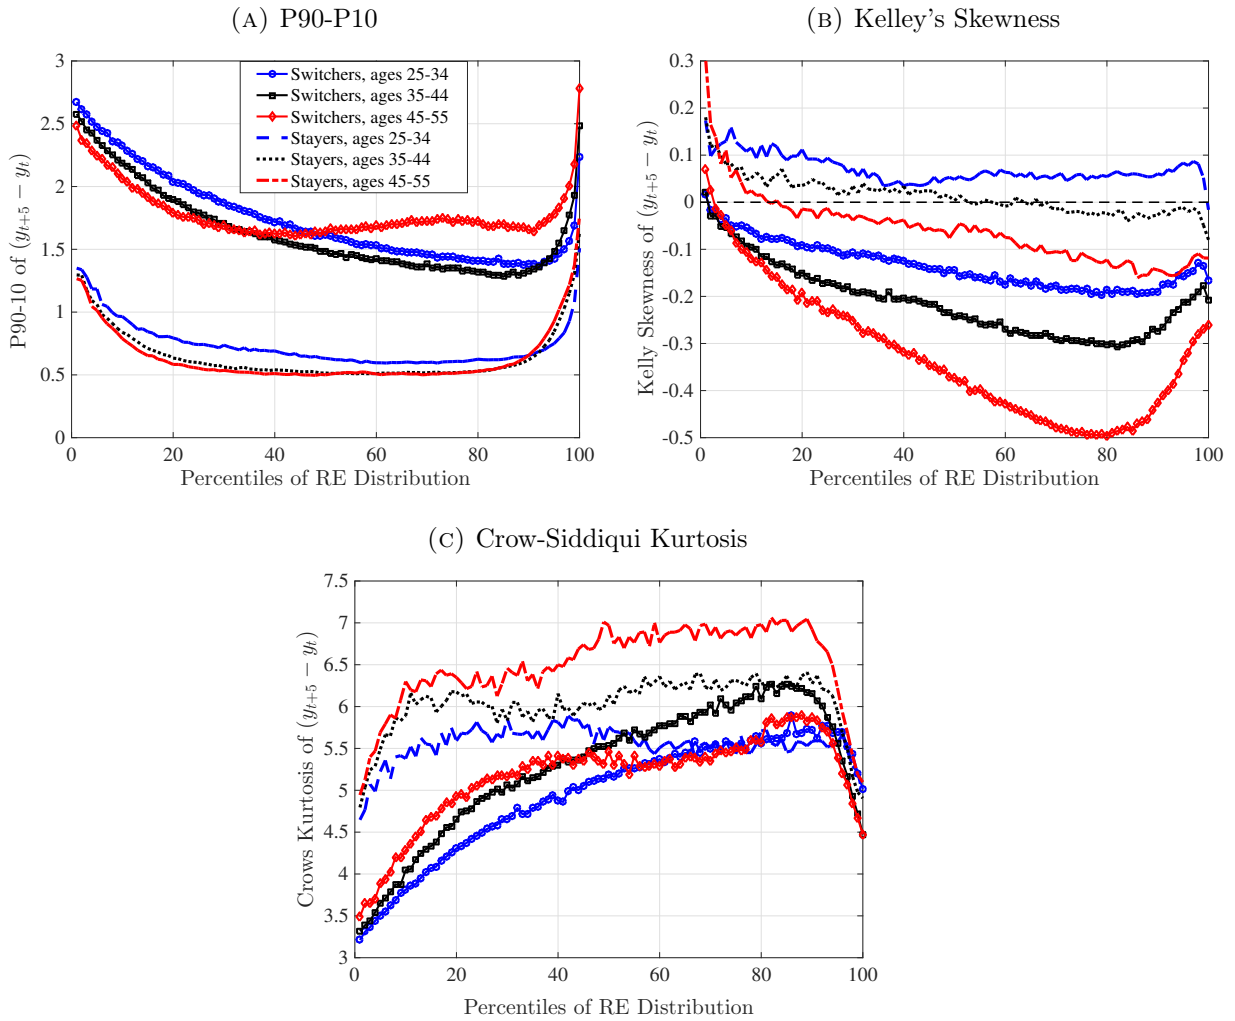 (A) P90-P10
P90-10 of (y_{t+5} − y_t)
3
2.5
2
1.5
1
0.5
0
Switchers, ages 25-34
Switchers, ages 35-44
Switchers, ages 45-55
Stayers, ages 25-34
Stayers, ages 35-44
Stayers, ages 45-55
0 20 40 60 80 100
Percentiles of RE Distribution
(B) Kelley's Skewness
Kelly Skewness of (y_{t+5} − y_t)
0.3
0.2
0.1
0
-0.1
-0.2
-0.3
-0.4
-0.5
0 20 40 60 80 100
Percentiles of RE Distribution
(C) Crow-Siddiqui Kurtosis
Crows Kurtosis of (y_{t+5} − y_t)
7.5
7
6.5
6
5.5
5
4.5
4
3.5
3
0 20 40 60 80 100
Percentiles of RE Distribution